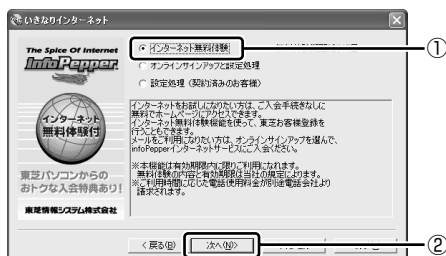 いきなりインターネット
The Spice Of Internet
InfoPepper
インターネット
無料体験付
東芝パソコンからの
おトクな入会特典あり!
東芝情報システム株式会社
インターネット無料体験
オンラインサインアップと設定処理
設定処理(契約済みのお客様)
インターネットをお試しになりたい方は、ご入会手続きなしに
無料でホームページにアクセスできます。
インターネット無料体験機能を使って、東芝お客様登録を
行うこともできます。
メールをご利用になりたい方は、オンラインサインアップを選んで、
infoPepperインターネットサービスにご入会ください。
※本機能は有効期限内に限りご利用になれます。
無料体験の内容と有効期限は当社の規定によります。
※ご利用時間に応じた電話使用料金が別途電話会社より
請求されます。
< 戻る(B)
次へ(N)>
①
②